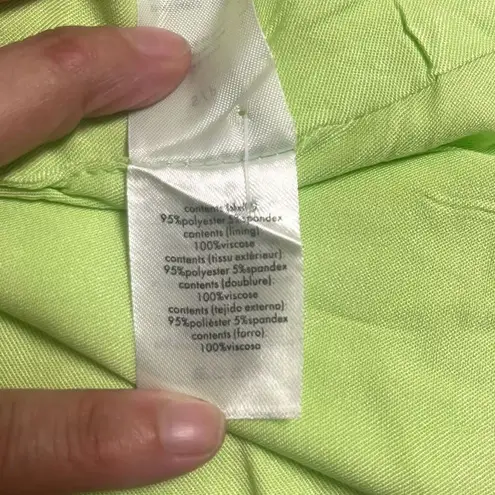 contents (shell):
95%polyester 5%spandex
contents (lining):
100%viscose
contents (tissu extérieur):
95%polyester 5%spandex
contents (doublure):
100%viscose
contents (tejido externo):
95%poliéster 5%spandex
contents (forro):
100%viscosa